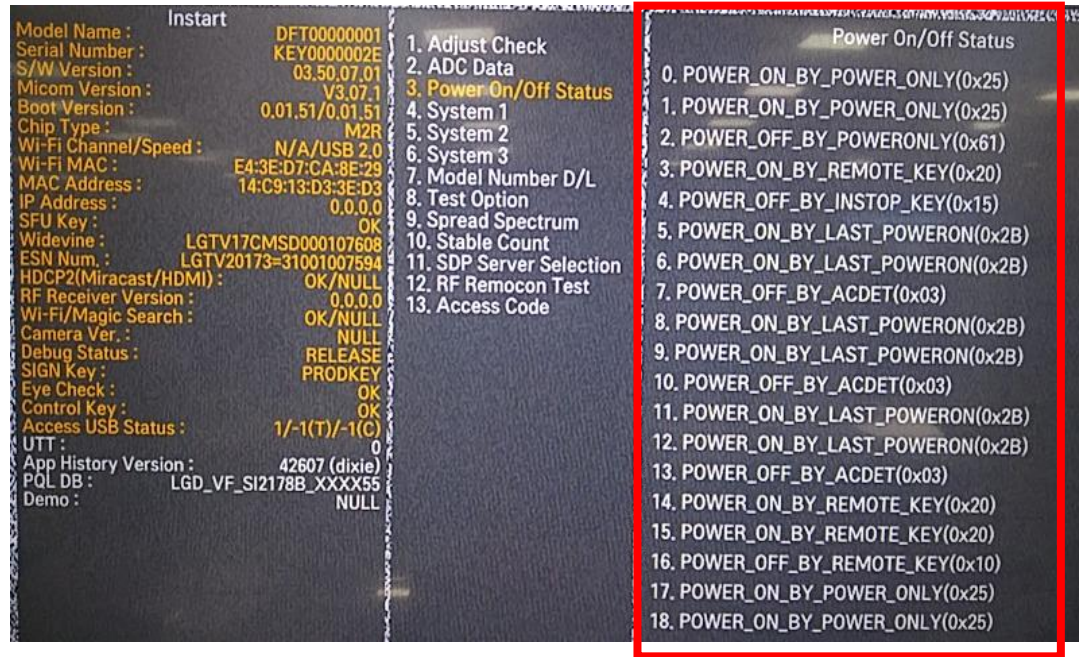 Instart
Model Name : DFT00000001
Serial Number : KEY0000002E
S/W Version : 03.50.07.01
Micom Version : V3.07.1
Boot Version : 0.01.51/0.01.51
Chip Type : M2R
Wi-Fi Channel/Speed : N/A/USB 2.0
Wi-Fi MAC : E4:3E:D7:CA:8E:29
MAC Address : 14:C9:13:D3:3E:D3
IP Address : 0.0.0.0
SFU Key : OK
Widevine : LGTV17CMSD000107608
ESN Num. : LGTV20173=31001007594
HDCP2(Miracast/HDMI) : OK/NULL
RF Receiver Version : 0.0.0.0
Wi-Fi/Magic Search : OK/NULL
Camera Ver. : NULL
Debug Status : RELEASE
SIGN Key : PRODKEY
Eye Check : OK
Control Key : OK
Access USB Status : 1/-1(T)/-1(C)
UTT : 0
App History Version : 42607 (dixie)
PQL DB : LGD_VF_SI2178B_XXXX55
Demo : NULL
1. Adjust Check
2. ADC Data
3. Power On/Off Status
4. System 1
5. System 2
6. System 3
7. Model Number D/L
8. Test Option
9. Spread Spectrum
10. Stable Count
11. SDP Server Selection
12. RF Remocon Test
13. Access Code
Power On/Off Status
0. POWER_ON_BY_POWER_ONLY(0x25)
1. POWER_ON_BY_POWER_ONLY(0x25)
2. POWER_OFF_BY_POWERONLY(0x61)
3. POWER_ON_BY_REMOTE_KEY(0x20)
4. POWER_OFF_BY_INSTOP_KEY(0x15)
5. POWER_ON_BY_LAST_POWERON(0x2B)
6. POWER_ON_BY_LAST_POWERON(0x2B)
7. POWER_OFF_BY_ACDET(0x03)
8. POWER_ON_BY_LAST_POWERON(0x2B)
9. POWER_ON_BY_LAST_POWERON(0x2B)
10. POWER_OFF_BY_ACDET(0x03)
11. POWER_ON_BY_LAST_POWERON(0x2B)
12. POWER_ON_BY_LAST_POWERON(0x2B)
13. POWER_OFF_BY_ACDET(0x03)
14. POWER_ON_BY_REMOTE_KEY(0x20)
15. POWER_ON_BY_REMOTE_KEY(0x20)
16. POWER_OFF_BY_REMOTE_KEY(0x10)
17. POWER_ON_BY_POWER_ONLY(0x25)
18. POWER_ON_BY_POWER_ONLY(0x25)